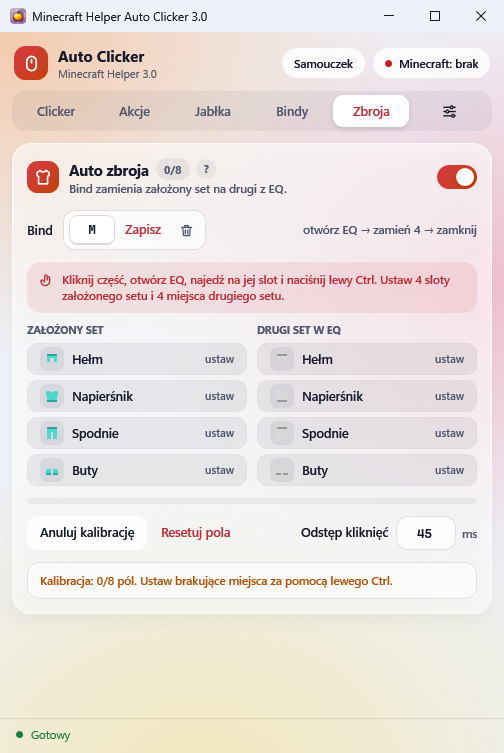 Minecraft Helper Auto Clicker 3.0
Auto Clicker
Minecraft Helper 3.0
Samouczek
Minecraft: brak
Clicker
Akcje
Jabłka
Bindy
Zbroja
Auto zbroja
0/8
?
Bind zamienia założony set na drugi z EQ.
Bind
M
Zapisz
otwórz EQ → zamień 4 → zamknij
Kliknij część, otwórz EQ, najedź na jej slot i naciśnij lewy Ctrl. Ustaw 4 sloty
założonego setu i 4 miejsca drugiego setu.
ZAŁOŻONY SET
DRUGI SET W EQ
Hełm
ustaw
Hełm
ustaw
Napierśnik
ustaw
Napierśnik
ustaw
Spodnie
ustaw
Spodnie
ustaw
Buty
ustaw
Buty
ustaw
Anuluj kalibrację
Resetuj pola
Odstęp kliknięć
45
ms
Kalibracja: 0/8 pól. Ustaw brakujące miejsca za pomocą lewego Ctrl.
Gotowy